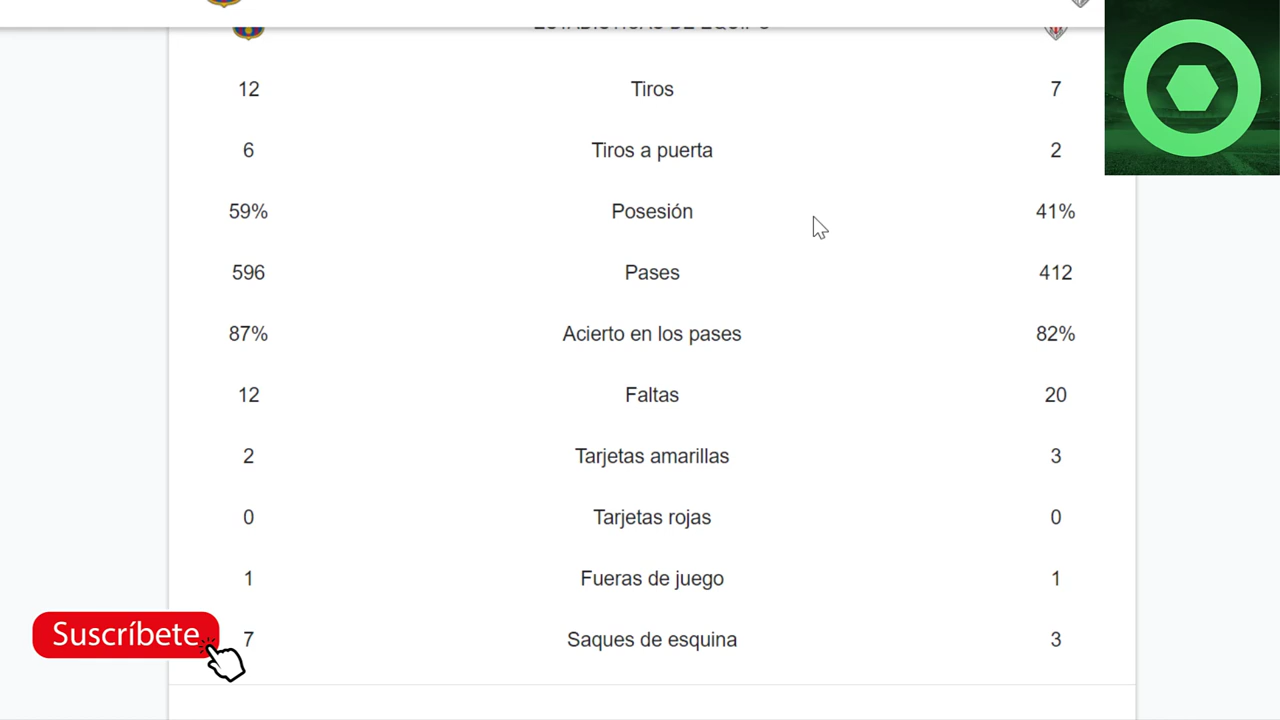 12 Tiros 7
6 Tiros a puerta 2
59% Posesión 41%
596 Pases 412
87% Acierto en los pases 82%
12 Faltas 20
2 Tarjetas amarillas 3
0 Tarjetas rojas 0
1 Fueras de juego 1
Suscríbete
7 Saques de esquina 3